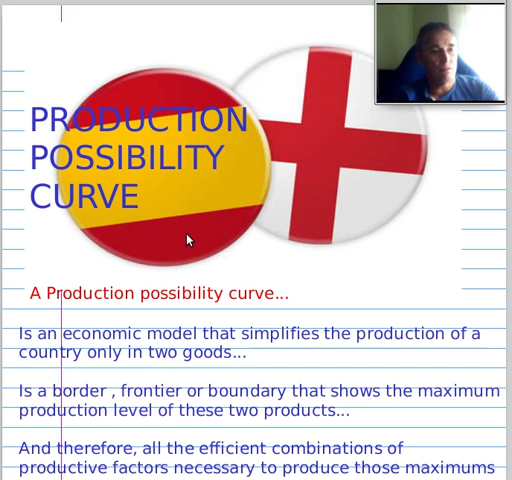 PRODUCTION
POSSIBILITY
CURVE
A Production possibility curve...
Is an economic model that simplifies the production of a
country only in two goods...
Is a border , frontier or boundary that shows the maximum
production level of these two products...
And therefore, all the efficient combinations of
productive factors necessary to produce those maximums